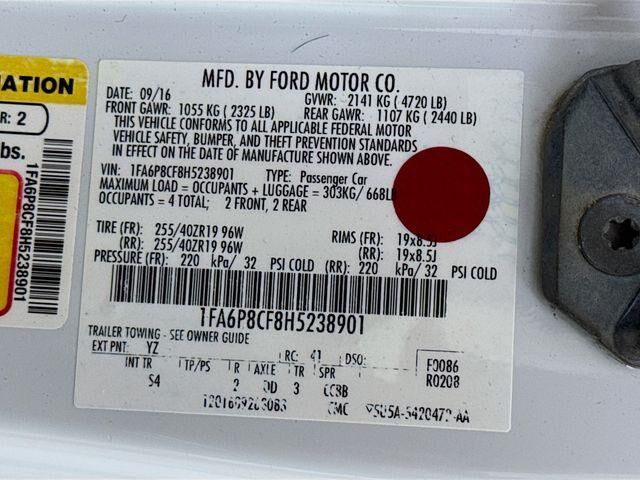 MATION
R: 2
bs.
1FA6P8CF8H5238901
MFD. BY FORD MOTOR CO.
DATE: 09/16 GVWR: 2141 KG ( 4720 LB)
FRONT GAWR: 1055 KG ( 2325 LB) REAR GAWR: 1107 KG ( 2440 LB)
THIS VEHICLE CONFORMS TO ALL APPLICABLE FEDERAL MOTOR
VEHICLE SAFETY, BUMPER, AND THEFT PREVENTION STANDARDS
IN EFFECT ON THE DATE OF MANUFACTURE SHOWN ABOVE.
VIN: 1FA6P8CF8H5238901 TYPE: Passenger Car
MAXIMUM LOAD = OCCUPANTS + LUGGAGE = 303KG/ 668LB
OCCUPANTS = 4 TOTAL; 2 FRONT, 2 REAR
TIRE (FR): 255/40ZR19 96W RIMS (FR): 19x8.5J
(RR): 255/40ZR19 96W (RR): 19x8.5J
PRESSURE (FR): 220 kPa/ 32 PSI COLD (RR): 220 kPa/ 32 PSI COLD
1FA6P8CF8H5238901
TRAILER TOWING - SEE OWNER GUIDE
EXT PNT: YZ RC: 41 DSO: F0086
INT TR TP/PS R AXLE TR SPR R0208
S4 2 3